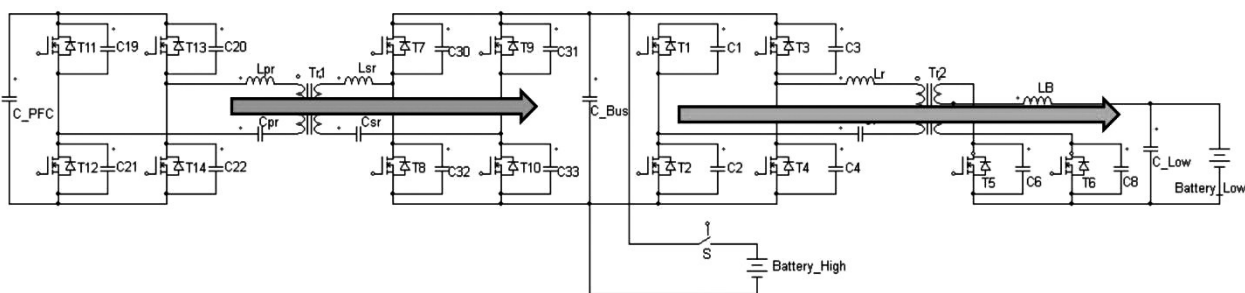 T11 C19 T13 C20 T7 C30 T9 C31 T1 C1 T3 C3
Lpr Tr1 Lsr Lr Tr2 LB
C_PFC C_Bus
Cpr Csr C_Low
T12 C21 T14 C22 T8 C32 T10 C33 T2 C2 T4 C4 T5 C6 T6 C8
Battery_Low
S
Battery_High